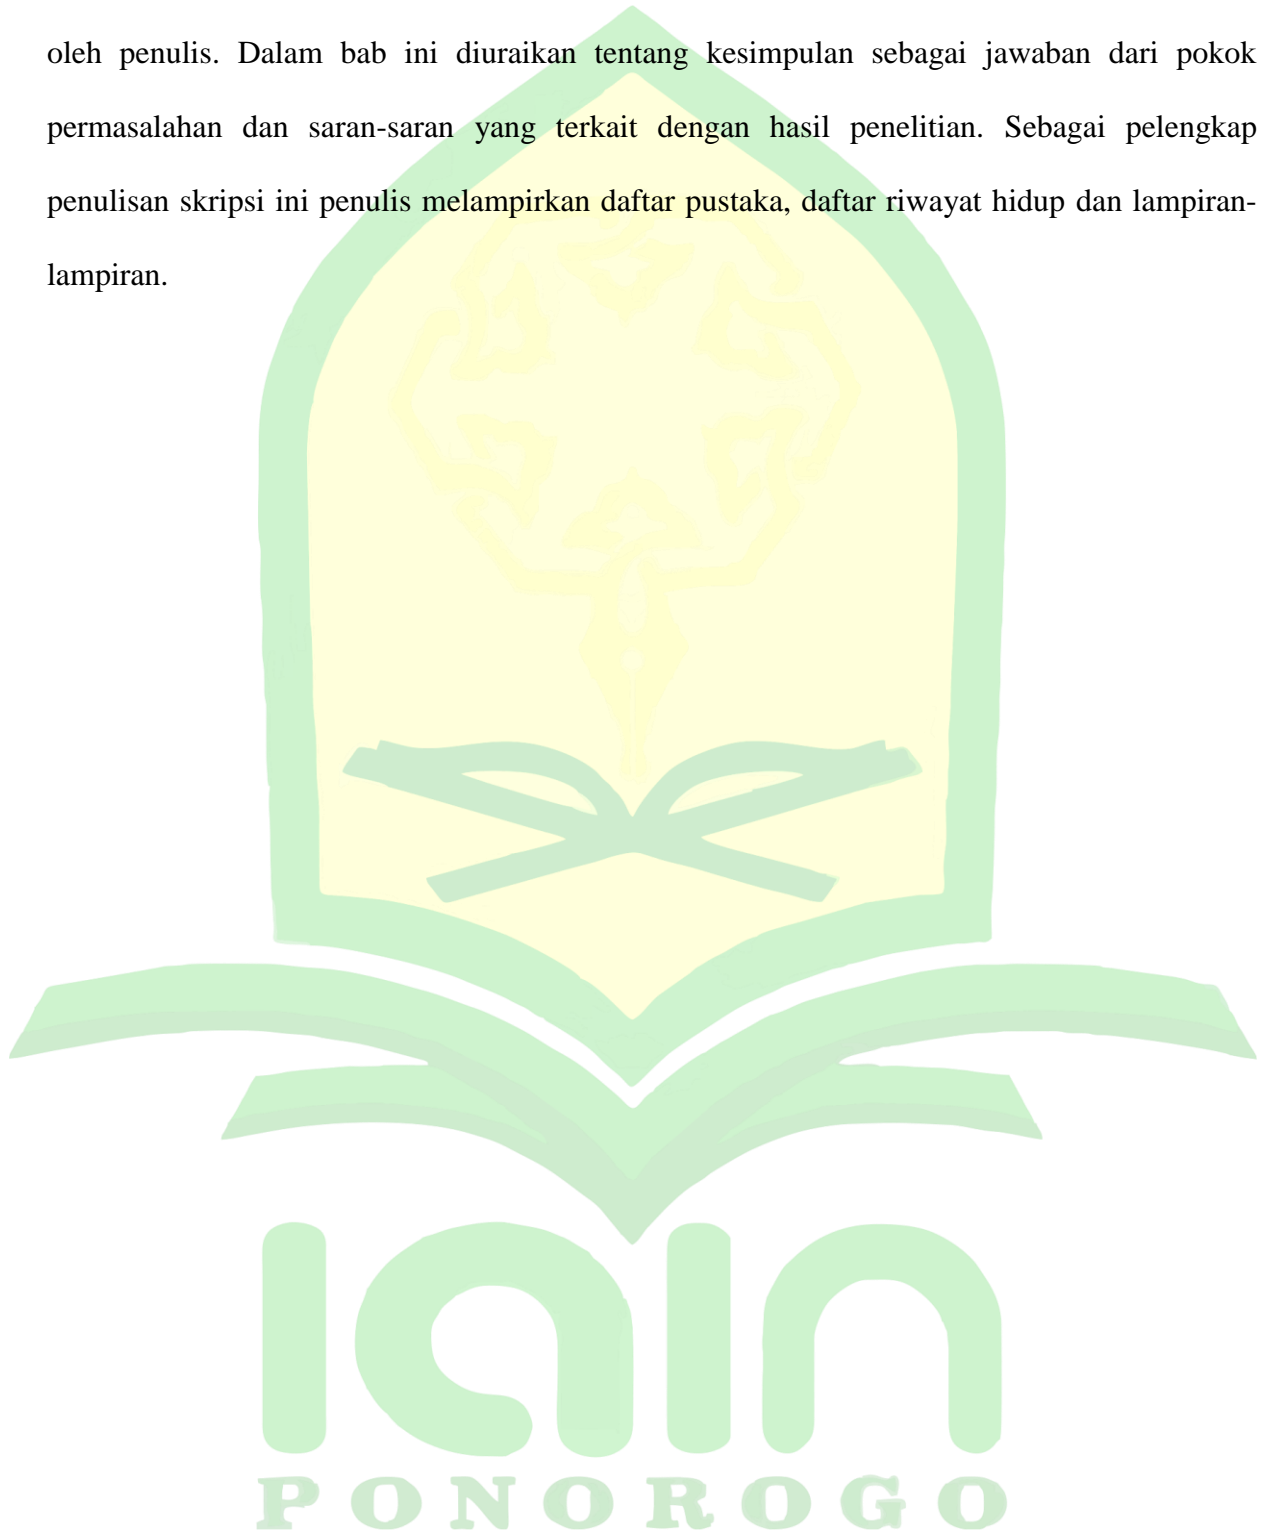 oleh penulis. Dalam bab ini diuraikan tentang kesimpulan sebagai jawaban dari pokok
permasalahan dan saran-saran yang terkait dengan hasil penelitian. Sebagai pelengkap
penulisan skripsi ini penulis melampirkan daftar pustaka, daftar riwayat hidup dan lampiran-
lampiran.
iain
PONOROGO